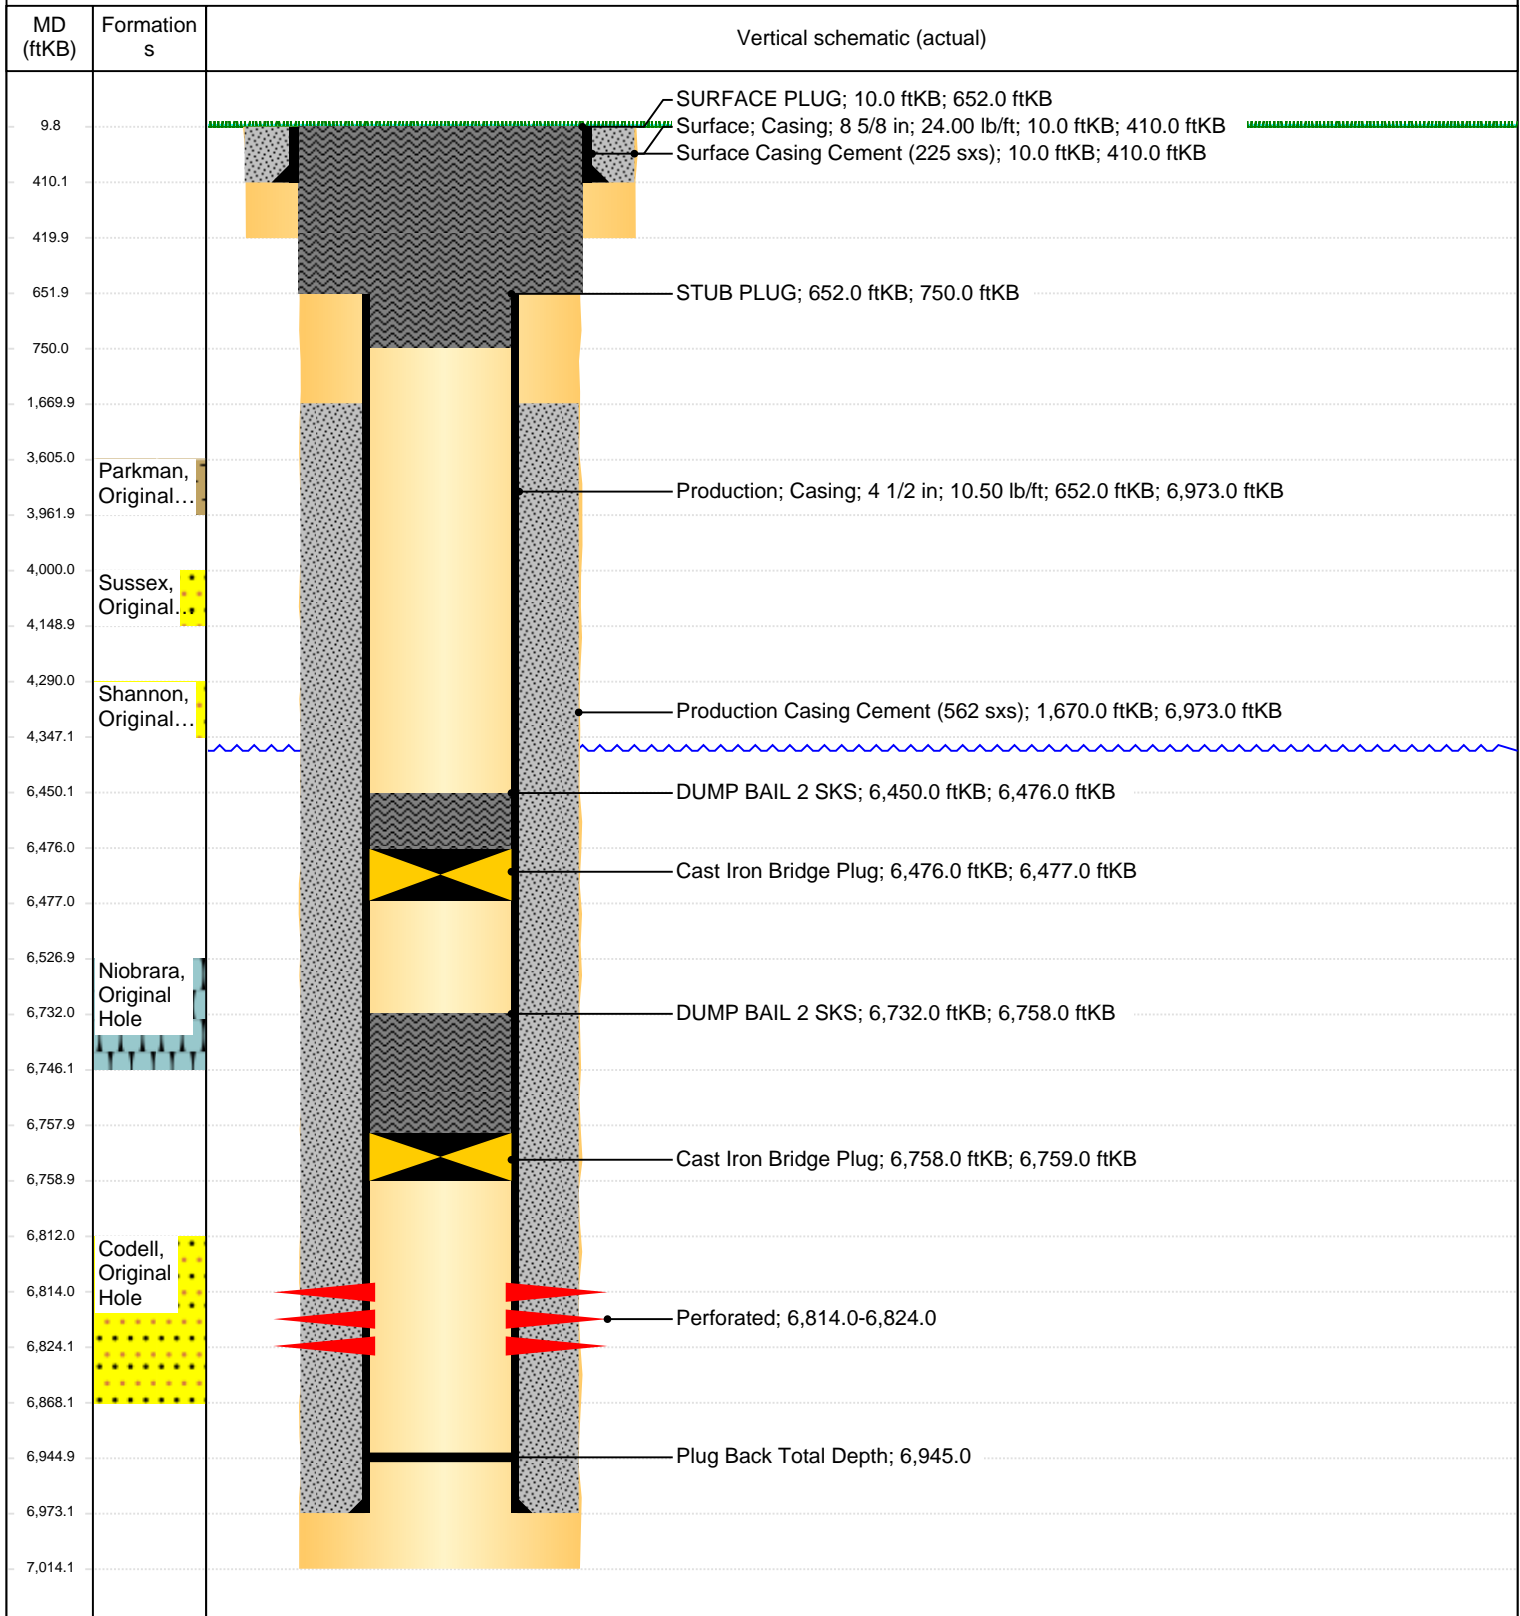 MD
(ftKB)
Formation
s
Vertical schematic (actual)
SURFACE PLUG; 10.0 ftKB; 652.0 ftKB
9.8
Surface; Casing; 8 5/8 in; 24.00 lb/ft; 10.0 ftKB; 410.0 ftKB
Surface Casing Cement (225 sxs); 10.0 ftKB; 410.0 ftKB
410.1
419.9
651.9
STUB PLUG; 652.0 ftKB; 750.0 ftKB
750.0
1,669.9
3,605.0
Parkman,
Original…
Production; Casing; 4 1/2 in; 10.50 lb/ft; 652.0 ftKB; 6,973.0 ftKB
3,961.9
4,000.0
Sussex,
Original…
4,148.9
4,290.0
Shannon,
Original…
Production Casing Cement (562 sxs); 1,670.0 ftKB; 6,973.0 ftKB
4,347.1
6,450.1
DUMP BAIL 2 SKS; 6,450.0 ftKB; 6,476.0 ftKB
6,476.0
Cast Iron Bridge Plug; 6,476.0 ftKB; 6,477.0 ftKB
6,477.0
6,526.9
Niobrara,
Original
Hole
6,732.0
DUMP BAIL 2 SKS; 6,732.0 ftKB; 6,758.0 ftKB
6,746.1
6,757.9
Cast Iron Bridge Plug; 6,758.0 ftKB; 6,759.0 ftKB
6,758.9
6,812.0
Codell,
Original
Hole
6,814.0
Perforated; 6,814.0-6,824.0
6,824.1
6,868.1
6,944.9
Plug Back Total Depth; 6,945.0
6,973.1
7,014.1